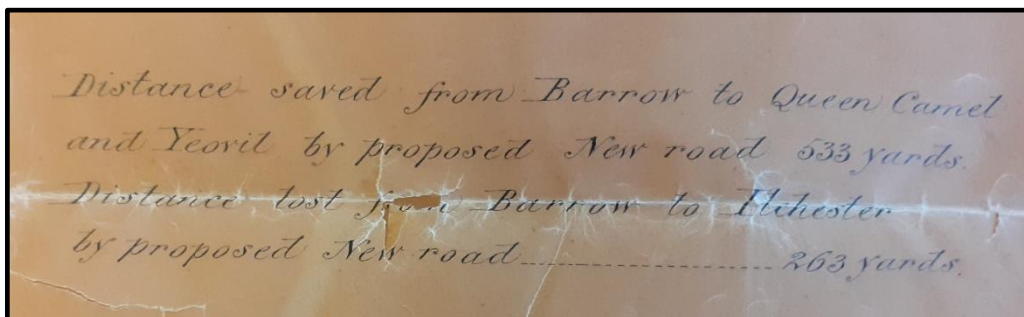 Distance saved from Barrow to Queen Camel
and Yeovil by proposed New road 533 yards.
Distance lost from Barrow to Ilchester
by proposed New road 263 yards.